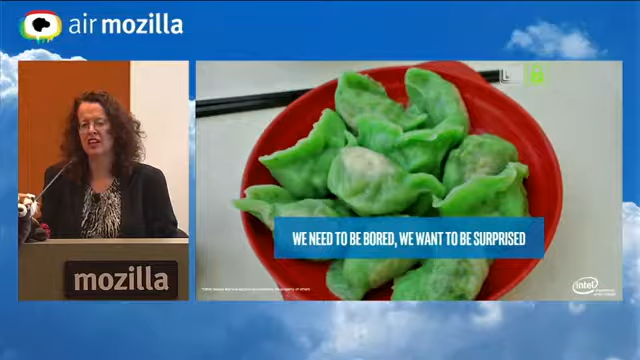 air mozilla
WE NEED TO BE BORED, WE WANT TO BE SURPRISED
mozilla
intel